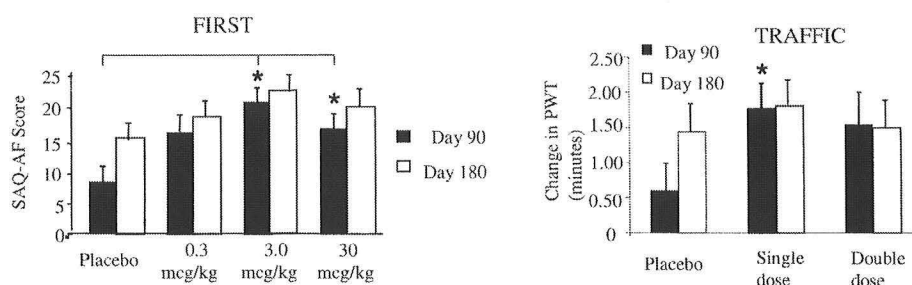 FIRST
SAQ-AF Score
25
20
15
10
5
0
*
*
Day 90
Day 180
Placebo
0.3
mcg/kg
3.0
mcg/kg
30
mcg/kg
TRAFFIC
Change in PWT
(minutes)
2.50
2.00
1.50
1.00
0.50
*
Day 90
Day 180
Placebo
Single
dose
Double
dose